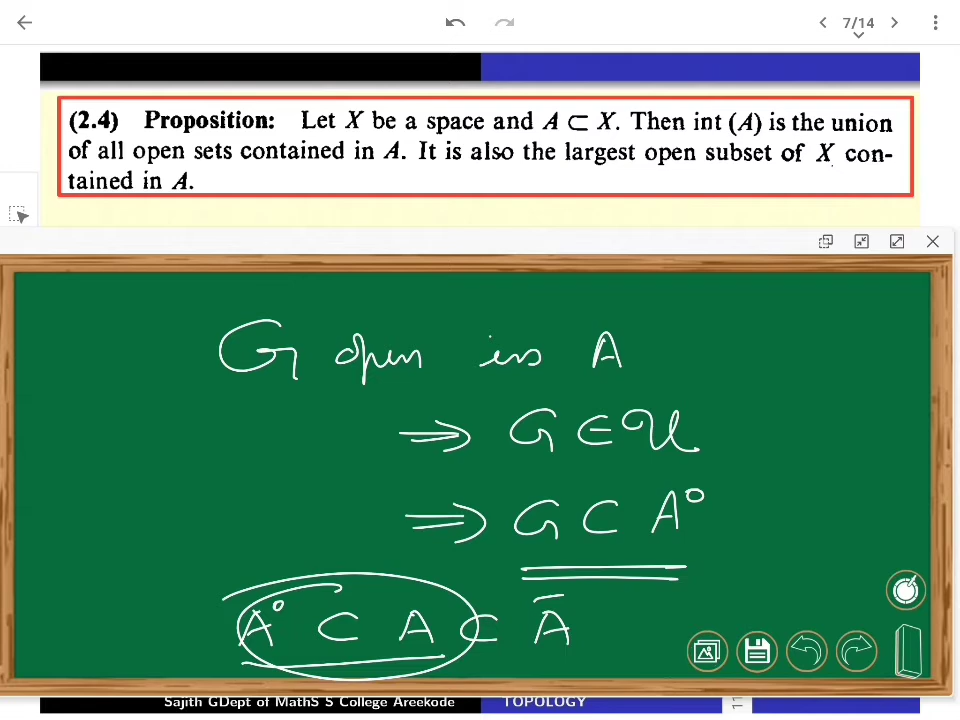 7/14
(2.4) Proposition: Let X be a space and A ⊂ X. Then int (A) is the union
of all open sets contained in A. It is also the largest open subset of X con-
tained in A.
G open in A
⇒ G ∈ 𝒰
⇒ G ⊂ A°
A° ⊂ A ⊂ Ā
Sajith GDept of MathS S College Areekode TOPOLOGY